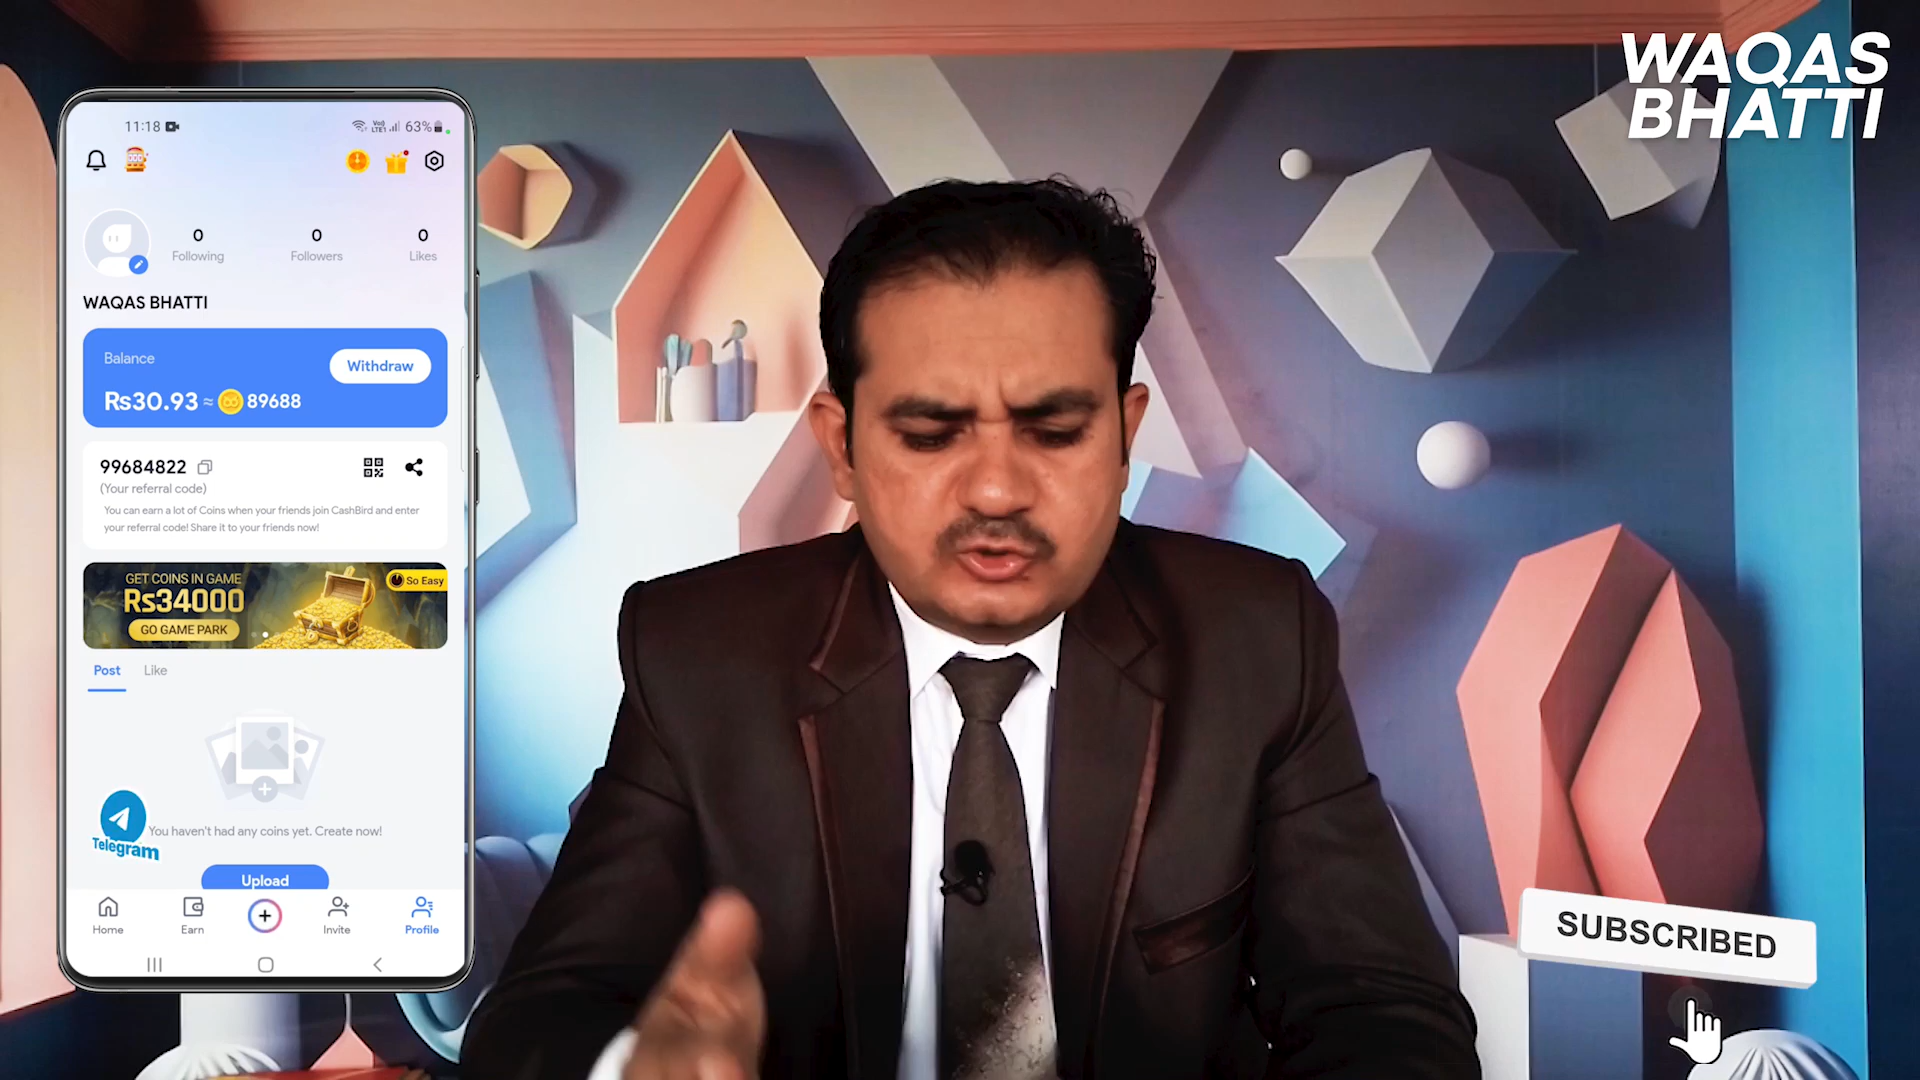 WAQAS
BHATTI
11:18
63%
0
Following
0
Followers
0
Likes
WAQAS BHATTI
Balance
Withdraw
Rs30.93 ≈ 89688
99684822
(Your referral code)
You can earn a lot of Coins when your friends join CashBird and enter
your referral code! Share it to your friends now!
GET COINS IN GAME
Rs34000
GO GAME PARK
So Easy
Post
Like
You haven't had any coins yet. Create now!
Telegram
Upload
Home
Earn
Invite
Profile
SUBSCRIBED